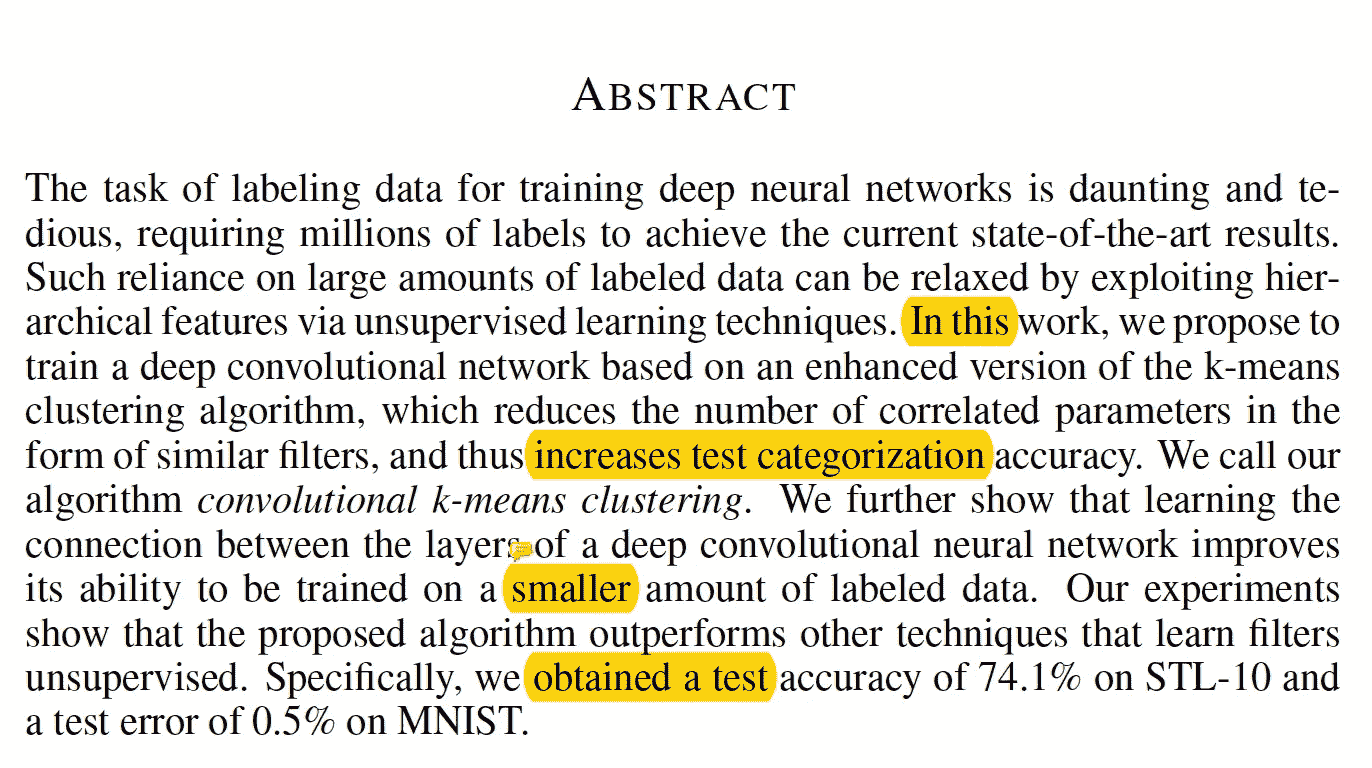 ABSTRACT
The task of labeling data for training deep neural networks is daunting and te-
dious, requiring millions of labels to achieve the current state-of-the-art results.
Such reliance on large amounts of labeled data can be relaxed by exploiting hier-
archical features via unsupervised learning techniques. In this work, we propose to
train a deep convolutional network based on an enhanced version of the k-means
clustering algorithm, which reduces the number of correlated parameters in the
form of similar filters, and thus increases test categorization accuracy. We call our
algorithm convolutional k-means clustering. We further show that learning the
connection between the layers of a deep convolutional neural network improves
its ability to be trained on a smaller amount of labeled data. Our experiments
show that the proposed algorithm outperforms other techniques that learn filters
unsupervised. Specifically, we obtained a test accuracy of 74.1% on STL-10 and
a test error of 0.5% on MNIST.